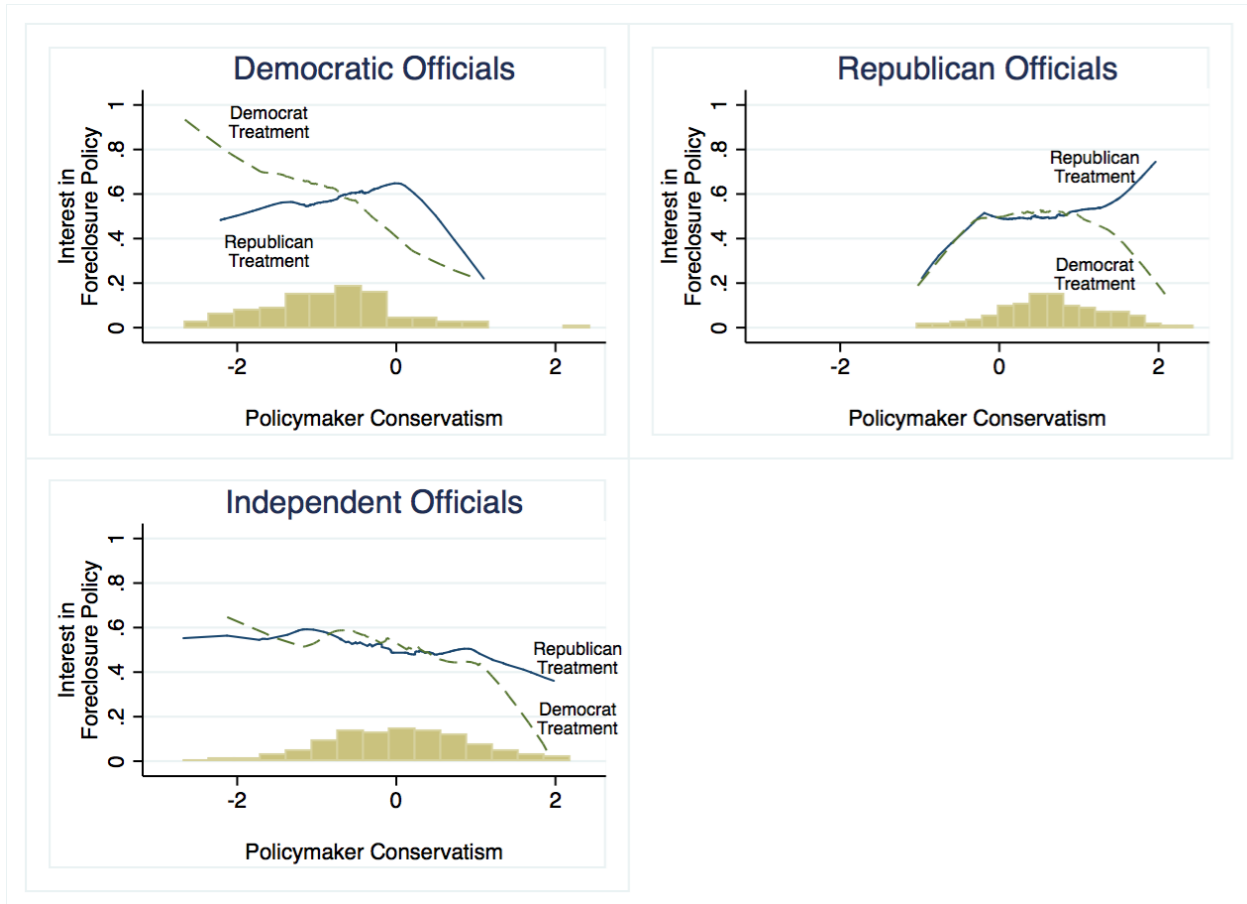 Democratic Officials
Interest in
Foreclosure Policy
1
.8
.6
.4
.2
0
Democrat
Treatment
Republican
Treatment
-2
0
2
Policymaker Conservatism
Republican Officials
Interest in
Foreclosure Policy
1
.8
.6
.4
.2
0
Republican
Treatment
Democrat
Treatment
-2
0
2
Policymaker Conservatism
Independent Officials
Interest in
Foreclosure Policy
1
.8
.6
.4
.2
0
Republican
Treatment
Democrat
Treatment
-2
0
2
Policymaker Conservatism